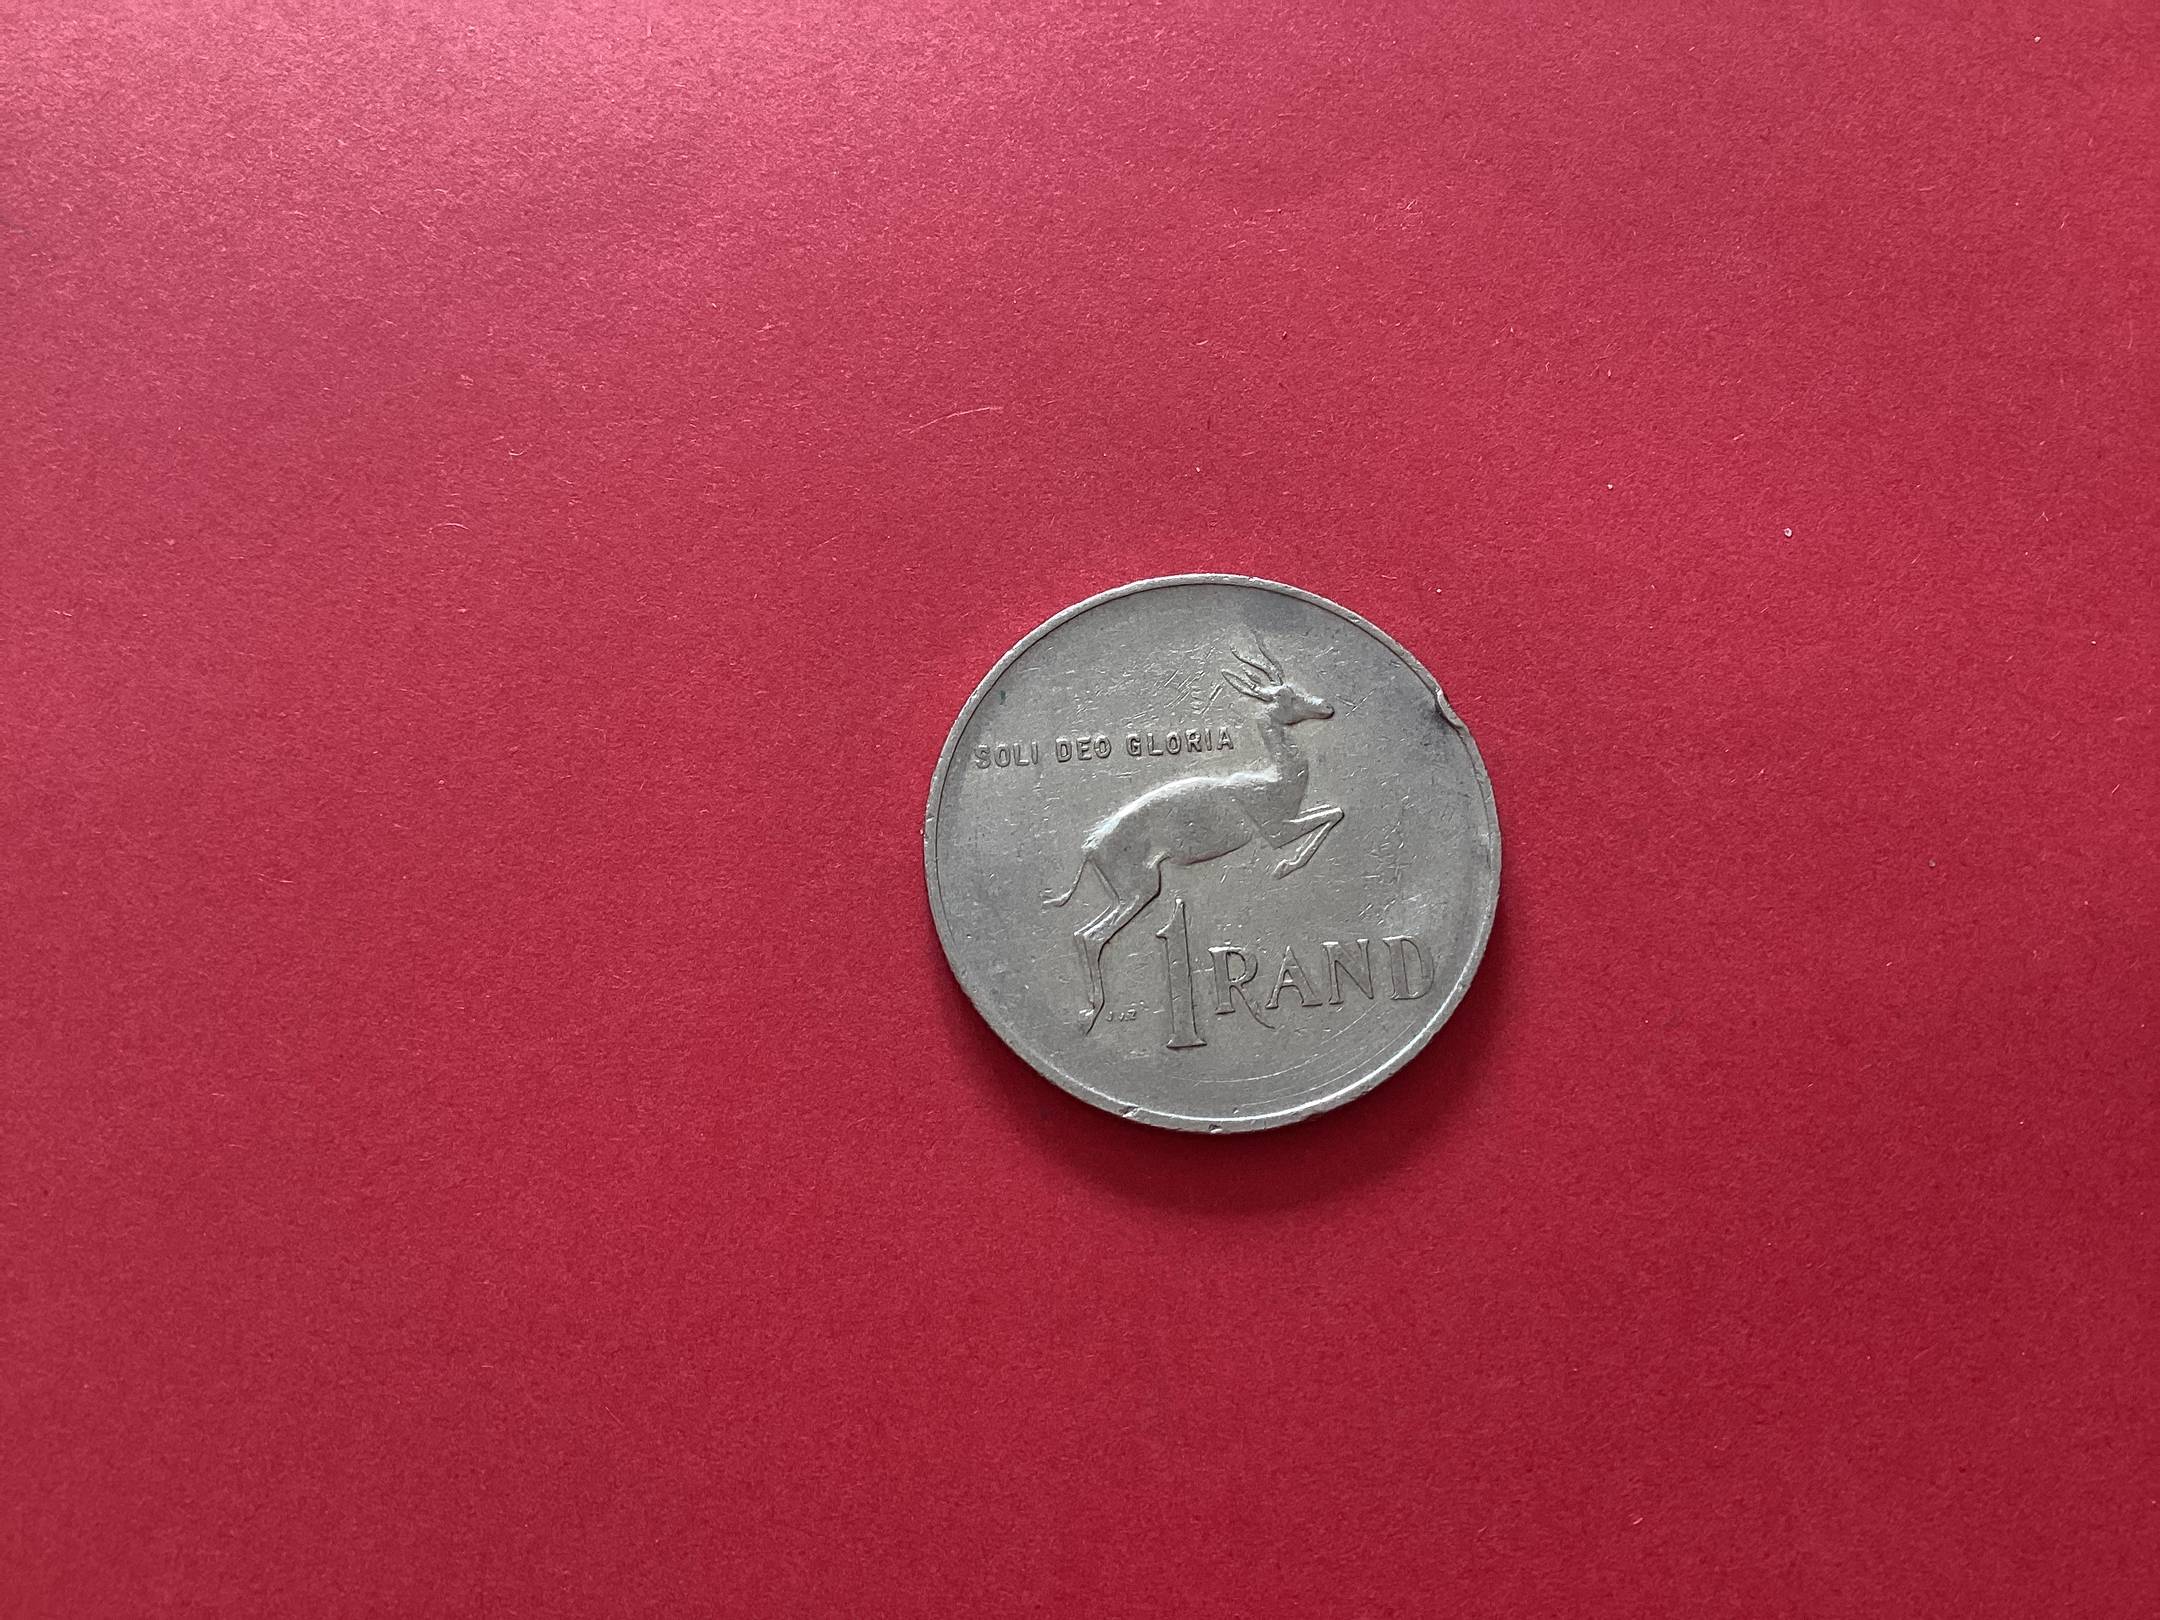 SOLI DEO GLORIA
1 RAND